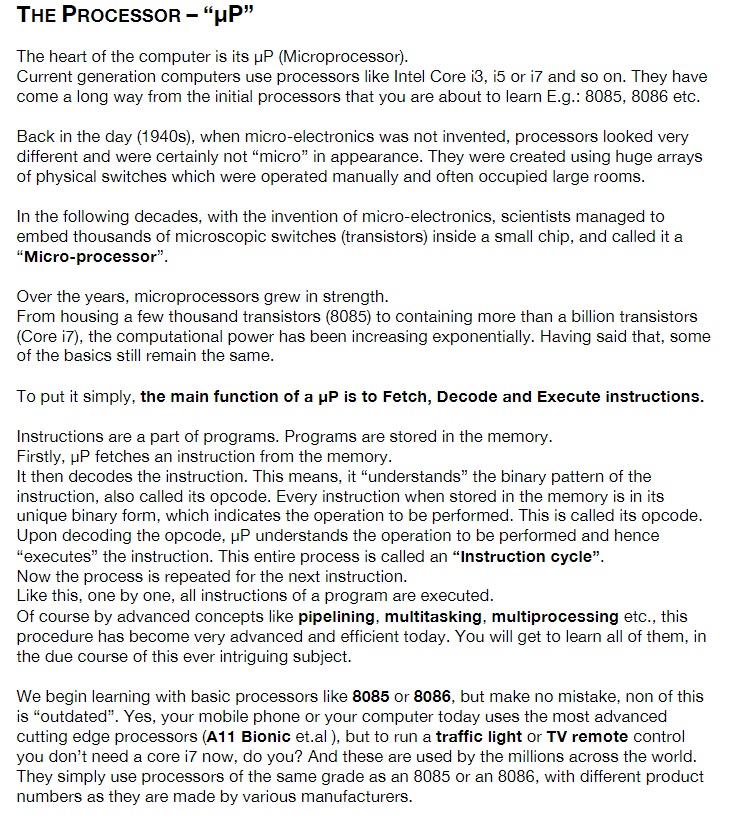 THE PROCESSOR – “µP”
The heart of the computer is its µP (Microprocessor).
Current generation computers use processors like Intel Core i3, i5 or i7 and so on. They have
come a long way from the initial processors that you are about to learn E.g.: 8085, 8086 etc.
Back in the day (1940s), when micro-electronics was not invented, processors looked very
different and were certainly not “micro” in appearance. They were created using huge arrays
of physical switches which were operated manually and often occupied large rooms.
In the following decades, with the invention of micro-electronics, scientists managed to
embed thousands of microscopic switches (transistors) inside a small chip, and called it a
“Micro-processor”.
Over the years, microprocessors grew in strength.
From housing a few thousand transistors (8085) to containing more than a billion transistors
(Core i7), the computational power has been increasing exponentially. Having said that, some
of the basics still remain the same.
To put it simply, the main function of a µP is to Fetch, Decode and Execute instructions.
Instructions are a part of programs. Programs are stored in the memory.
Firstly, µP fetches an instruction from the memory.
It then decodes the instruction. This means, it “understands” the binary pattern of the
instruction, also called its opcode. Every instruction when stored in the memory is in its
unique binary form, which indicates the operation to be performed. This is called its opcode.
Upon decoding the opcode, µP understands the operation to be performed and hence
“executes” the instruction. This entire process is called an “Instruction cycle”.
Now the process is repeated for the next instruction.
Like this, one by one, all instructions of a program are executed.
Of course by advanced concepts like pipelining, multitasking, multiprocessing etc., this
procedure has become very advanced and efficient today. You will get to learn all of them, in
the due course of this ever intriguing subject.
We begin learning with basic processors like 8085 or 8086, but make no mistake, non of this
is “outdated”. Yes, your mobile phone or your computer today uses the most advanced
cutting edge processors (A11 Bionic et.al ), but to run a traffic light or TV remote control
you don’t need a core i7 now, do you? And these are used by the millions across the world.
They simply use processors of the same grade as an 8085 or an 8086, with different product
numbers as they are made by various manufacturers.